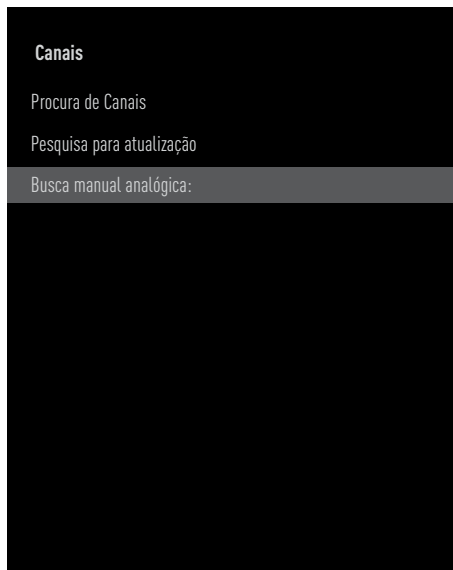 Canais
Procura de Canais
Pesquisa para atualização
Busca manual analógica: